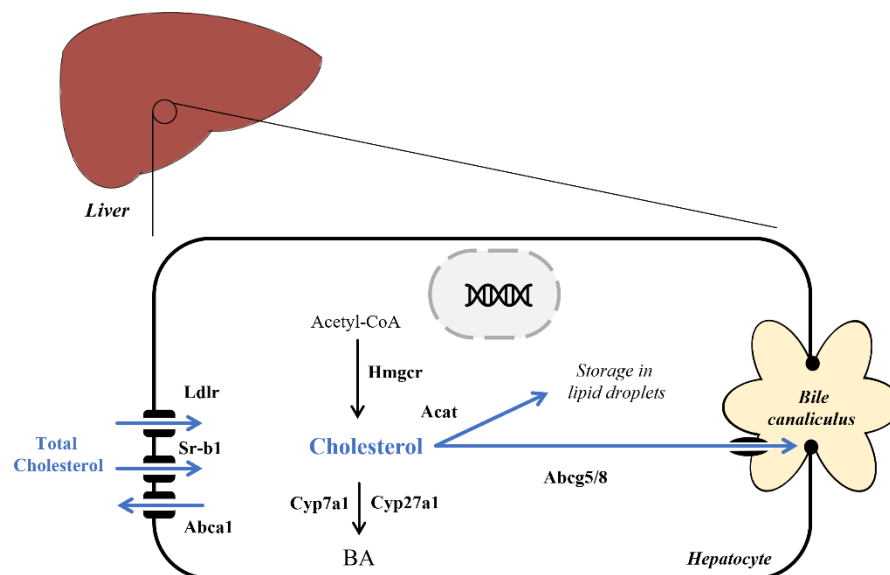 Liver
Acetyl-CoA
Hmgcr
Storage in
lipid droplets
Bile
canaliculus
Ldlr
Acat
Total
Cholesterol
Sr-b1
Cholesterol
Abcg5/8
Abca1
Cyp7a1
Cyp27a1
BA
Hepatocyte